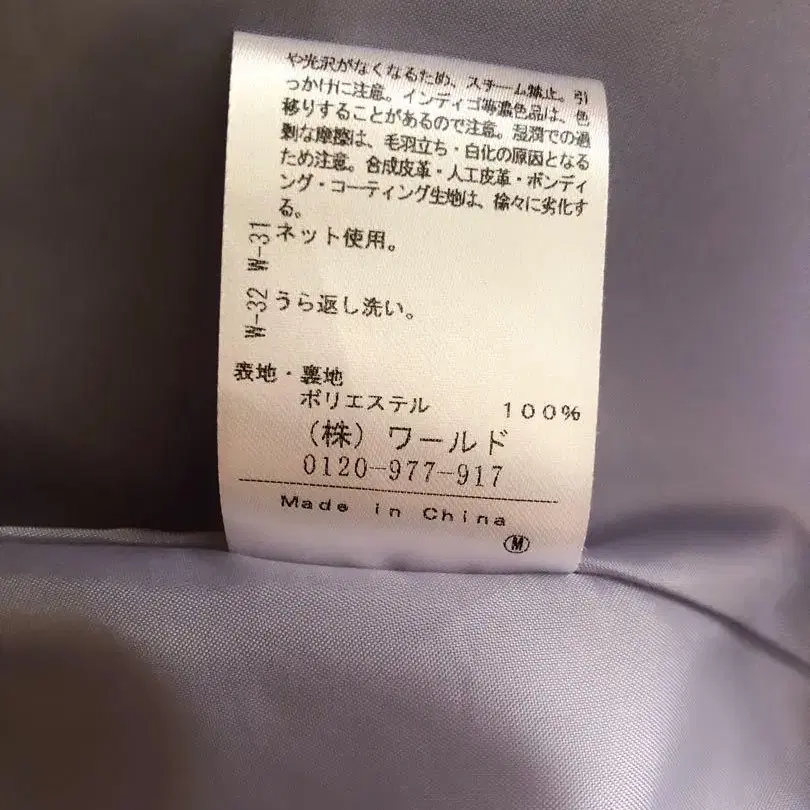 や光沢がなくなるため、スチーム禁止。引
っかけに注意。インディゴ等濃色品は、色
移りすることがあるので注意。湿潤での過
剰な摩擦は、毛羽立ち・白化の原因となる
ため注意。合成皮革・人工皮革・ボンディ
ング・コーティング生地は、徐々に劣化す
る。
W-31 ネット使用。
W-32 うら返し洗い。
表地・裏地
ポリエステル 100%
(株)ワールド
0120-977-917
Made in China
Ⓜ